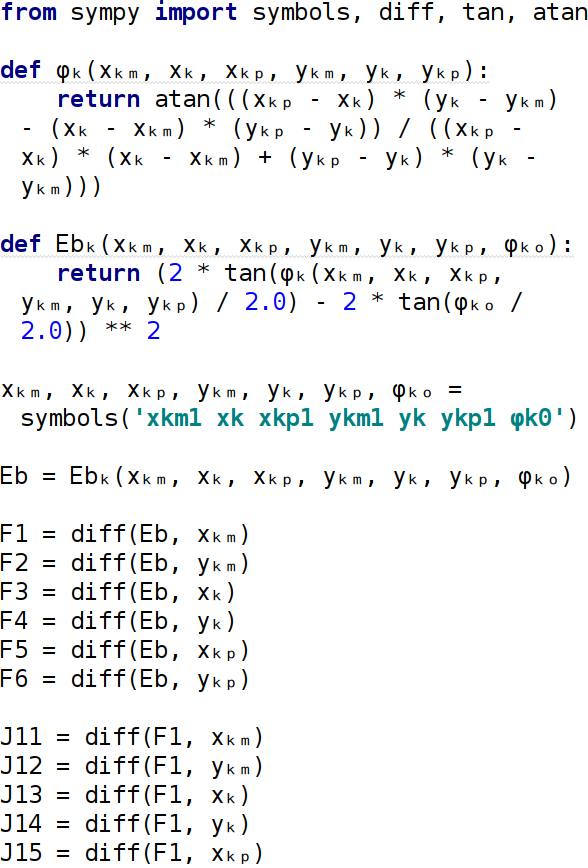 from sympy import symbols, diff, tan, atan
def φₖ(xₖₘ, xₖ, xₖₚ, yₖₘ, yₖ, yₖₚ):
return atan(((xₖₚ - xₖ) * (yₖ - yₖₘ)
- (xₖ - xₖₘ) * (yₖₚ - yₖ)) / ((xₖₚ -
xₖ) * (xₖ - xₖₘ) + (yₖₚ - yₖ) * (yₖ -
yₖₘ)))
def Ebₖ(xₖₘ, xₖ, xₖₚ, yₖₘ, yₖ, yₖₚ, φₖₒ):
return (2 * tan(φₖ(xₖₘ, xₖ, xₖₚ,
yₖₘ, yₖ, yₖₚ) / 2.0) - 2 * tan(φₖₒ /
2.0)) ** 2
xₖₘ, xₖ, xₖₚ, yₖₘ, yₖ, yₖₚ, φₖₒ =
symbols('xkm1 xk xkp1 ykm1 yk ykp1 φk0')
Eb = Ebₖ(xₖₘ, xₖ, xₖₚ, yₖₘ, yₖ, yₖₚ, φₖₒ)
F1 = diff(Eb, xₖₘ)
F2 = diff(Eb, yₖₘ)
F3 = diff(Eb, xₖ)
F4 = diff(Eb, yₖ)
F5 = diff(Eb, xₖₚ)
F6 = diff(Eb, yₖₚ)
J11 = diff(F1, xₖₘ)
J12 = diff(F1, yₖₘ)
J13 = diff(F1, xₖ)
J14 = diff(F1, yₖ)
J15 = diff(F1, xₖₚ)